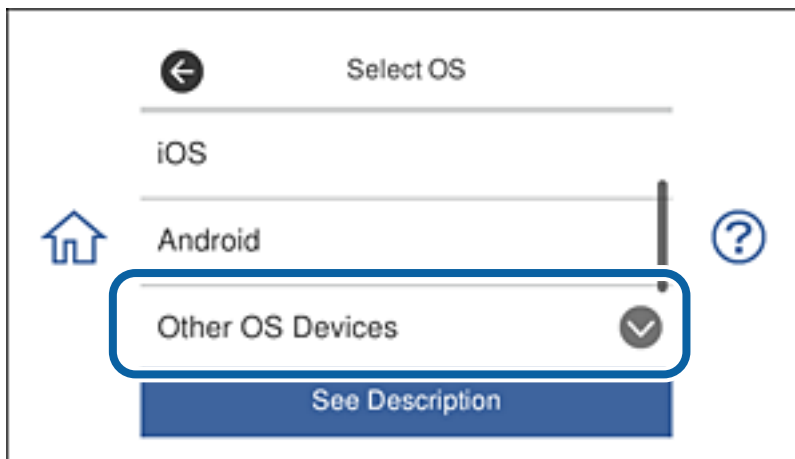 Select OS
iOS
Android
Other OS Devices
See Description